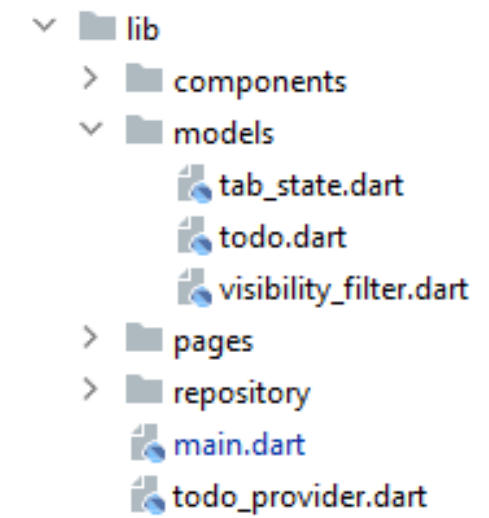 lib
components
models
tab_state.dart
todo.dart
visibility_filter.dart
pages
repository
main.dart
todo_provider.dart